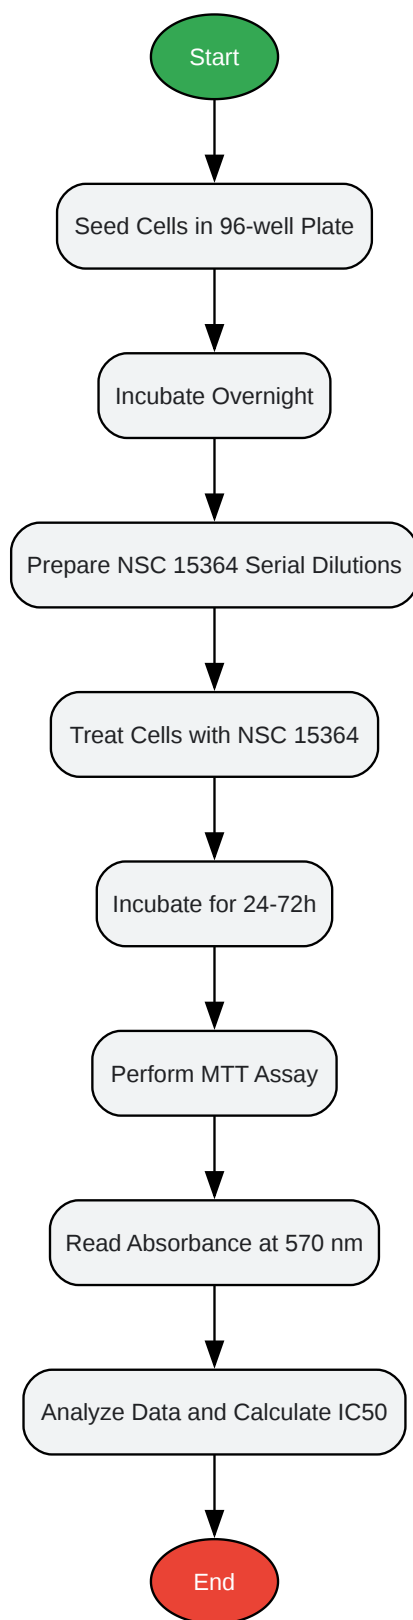 Start
Seed Cells in 96-well Plate
Incubate Overnight
Prepare NSC 15364 Serial Dilutions
Treat Cells with NSC 15364
Incubate for 24-72h
Perform MTT Assay
Read Absorbance at 570 nm
Analyze Data and Calculate IC50
End